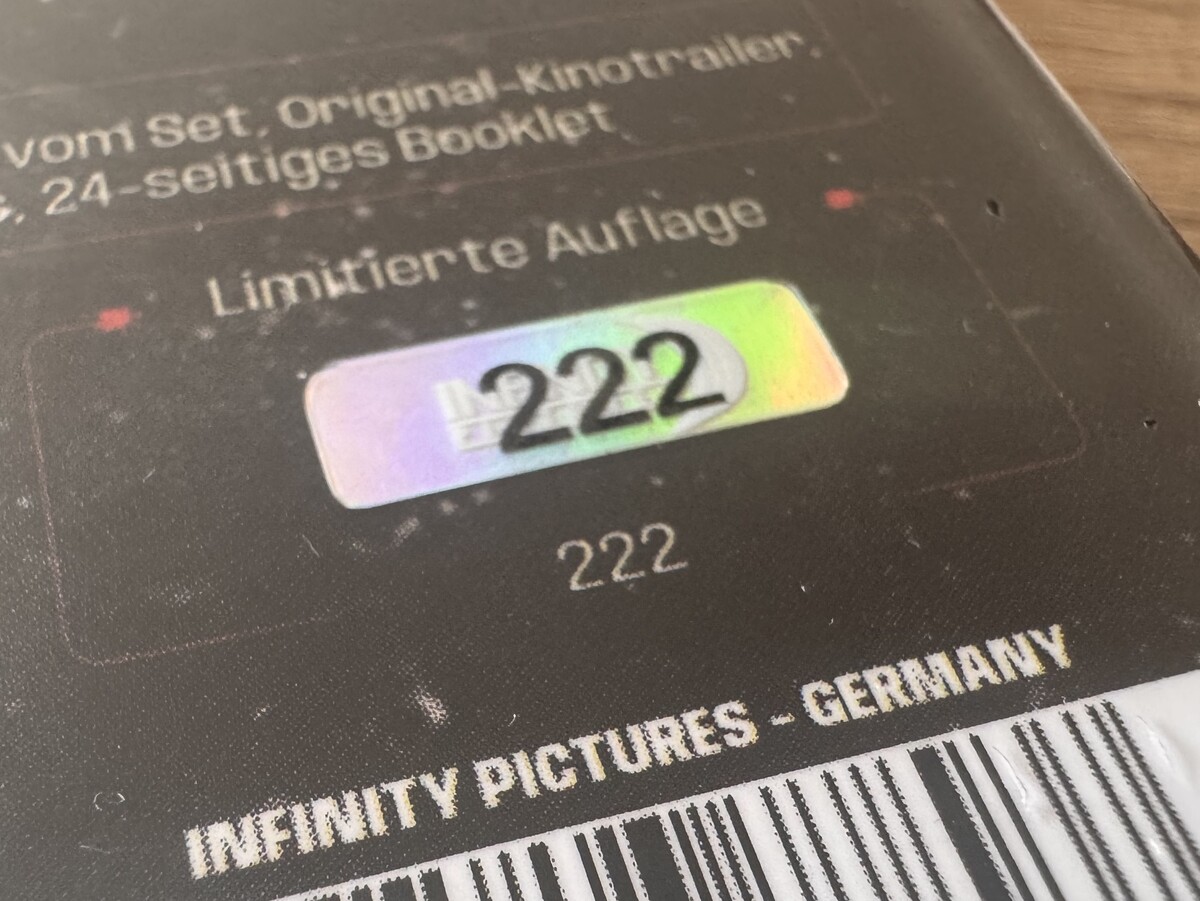 vom Set, Original-Kinotrailer,
24-seitiges Booklet
Limitierte Auflage
222
222
INFINITY PICTURES - GERMANY